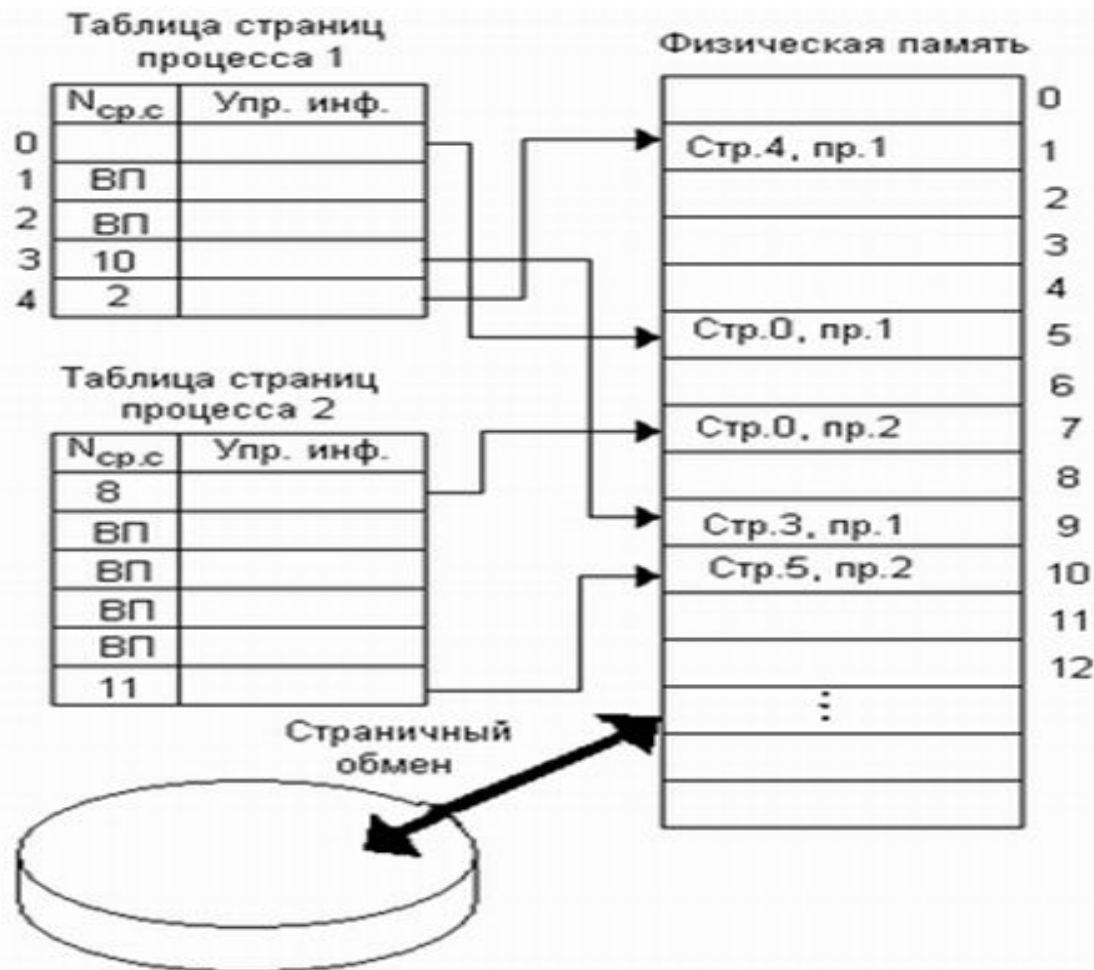 Таблица страниц
процесса 1
Nср.с Упр. инф.
0
1 ВП
2 ВП
3 10
4 2
Таблица страниц
процесса 2
Nср.с Упр. инф.
8
ВП
ВП
ВП
ВП
11
Страничный
обмен
Физическая память
0
Стр.4, пр.1 1
2
3
4
Стр.0, пр.1 5
6
Стр.0, пр.2 7
8
Стр.3, пр.1 9
Стр.5, пр.2 10
11
12
⋮